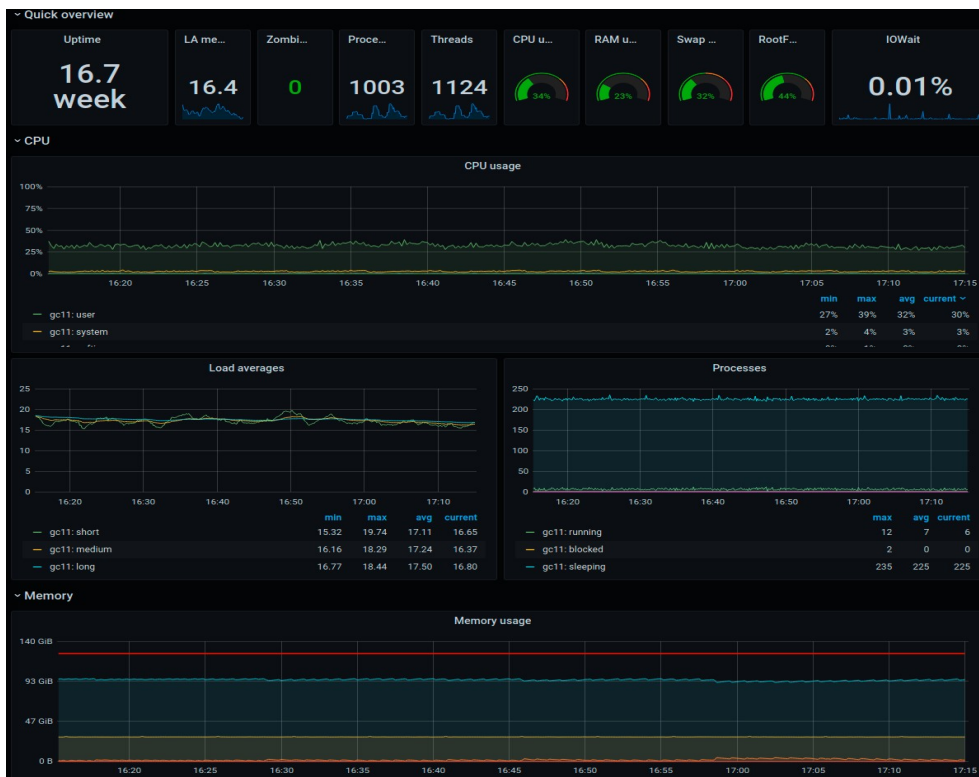 Quick overview
Uptime LA me... Zombi... Proce... Threads CPU u... RAM u... Swap ... RootF... IOWait
16.7 week 16.4 0 1003 1124 34% 23% 32% 44% 0.01%
CPU
CPU usage
100%
75%
50%
25%
0%
16:20 16:25 16:30 16:35 16:40 16:45 16:50 16:55 17:00 17:05 17:10 17:15
min max avg current
gc11: user 27% 39% 32% 30%
gc11: system 2% 4% 3% 3%
Load averages
25
20
15
10
5
0
16:20 16:30 16:40 16:50 17:00 17:10
min max avg current
gc11: short 15.32 19.74 17.11 16.65
gc11: medium 16.16 18.29 17.24 16.37
gc11: long 16.77 18.44 17.50 16.80
Processes
250
200
150
100
50
0
16:20 16:30 16:40 16:50 17:00 17:10
max avg current
gc11: running 12 7 6
gc11: blocked 2 0 0
gc11: sleeping 235 225 225
Memory
Memory usage
140 GiB
93 GiB
47 GiB
0 B
16:20 16:25 16:30 16:35 16:40 16:45 16:50 16:55 17:00 17:05 17:10 17:15